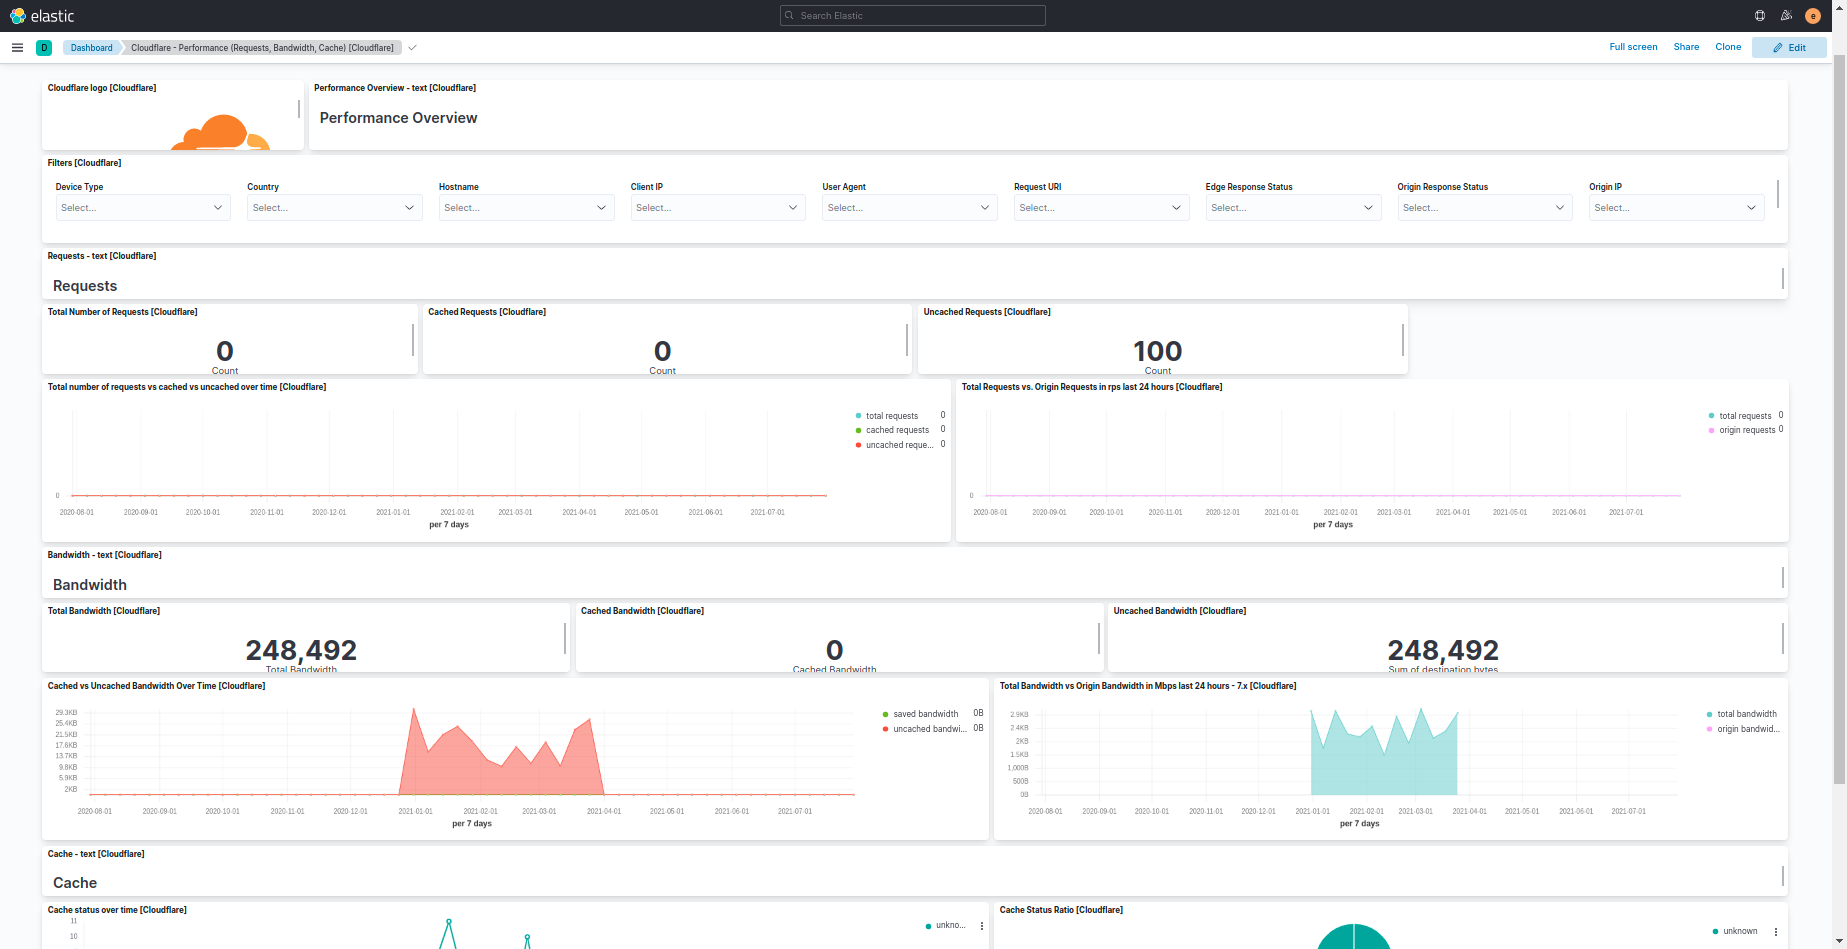 elastic
Search Elastic
e
D
Dashboard
Cloudflare - Performance (Requests, Bandwidth, Cache) [Cloudflare]
Full screen
Share
Clone
Edit
Cloudflare logo [Cloudflare]
Performance Overview - text [Cloudflare]
Performance Overview
Filters [Cloudflare]
Device Type
Country
Hostname
Client IP
User Agent
Request URI
Edge Response Status
Origin Response Status
Origin IP
Select...
Select...
Select...
Select...
Select...
Select...
Select...
Select...
Select...
Requests - text [Cloudflare]
Requests
Total Number of Requests [Cloudflare]
0
Count
Cached Requests [Cloudflare]
0
Count
Uncached Requests [Cloudflare]
100
Count
Total number of requests vs cached vs uncached over time [Cloudflare]
total requests 0
cached requests 0
uncached reque... 0
0
2020-08-01 2020-09-01 2020-10-01 2020-11-01 2020-12-01 2021-01-01 2021-02-01 2021-03-01 2021-04-01 2021-05-01 2021-06-01 2021-07-01
per 7 days
Total Requests vs. Origin Requests in rps last 24 hours [Cloudflare]
total requests 0
origin requests 0
0
2020-08-01 2020-09-01 2020-10-01 2020-11-01 2020-12-01 2021-01-01 2021-02-01 2021-03-01 2021-04-01 2021-05-01 2021-06-01 2021-07-01
per 7 days
Bandwidth - text [Cloudflare]
Bandwidth
Total Bandwidth [Cloudflare]
248,492
Total Bandwidth
Cached Bandwidth [Cloudflare]
0
Cached Bandwidth
Uncached Bandwidth [Cloudflare]
248,492
Sum of destination bytes
Cached vs Uncached Bandwidth Over Time [Cloudflare]
29.3KB
25.4KB
21.5KB
17.6KB
13.7KB
9.8KB
5.9KB
2KB
saved bandwidth 0B
uncached bandwi... 0B
2020-08-01 2020-09-01 2020-10-01 2020-11-01 2020-12-01 2021-01-01 2021-02-01 2021-03-01 2021-04-01 2021-05-01 2021-06-01 2021-07-01
per 7 days
Total Bandwidth vs Origin Bandwidth in Mbps last 24 hours - 7.x [Cloudflare]
2.9KB
2.4KB
2KB
1.5KB
1,000B
500B
0B
total bandwidth
origin bandwid...
2020-08-01 2020-09-01 2020-10-01 2020-11-01 2020-12-01 2021-01-01 2021-02-01 2021-03-01 2021-04-01 2021-05-01 2021-06-01 2021-07-01
per 7 days
Cache - text [Cloudflare]
Cache
Cache status over time [Cloudflare]
11
10
unkno...
Cache Status Ratio [Cloudflare]
unknown